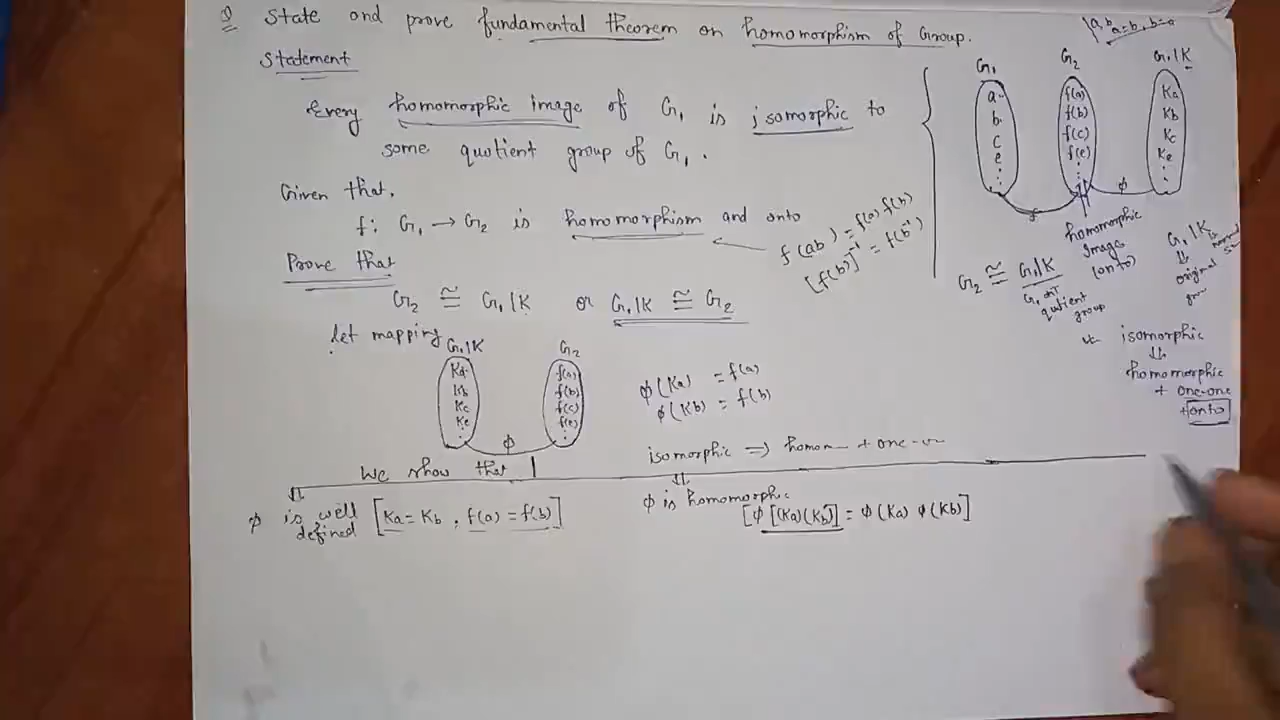 Q State and prove fundamental theorem on homomorphism of Group.
Statement
Every homomorphic image of G₁ is isomorphic to
some quotient group of G₁.
Given that,
f: G₁ → G₂ is homomorphism and onto
f(ab) = f(a) f(b)
[f(b)]⁻¹ = f(b⁻¹)
Prove that
G₂ ≅ G₁|K or G₁|K ≅ G₂
let mapping
G₁|K G₂
Ka f(a)
Kb f(b)
Kc f(c)
Ke f(e)
ϕ
ϕ(Ka) = f(a)
ϕ(Kb) = f(b)
isomorphic ⇒ homom + one-
We show that
ϕ is well defined [Ka = Kb, f(a) = f(b)]
ϕ is homomorphic
[ϕ[(Ka)(Kb)] = ϕ(Ka) ϕ(Kb)]
G₁ G₂ G₁|K
a f(a) Ka
b f(b) Kb
c f(c) Kc
e f(e) Ke
f ϕ
homomorphic
Image
(onto)
G₂ ≅ G₁|K
qutient
group
G₁|K
original
isomorphic
⇓
homomorphic
+ one-one
+ onto